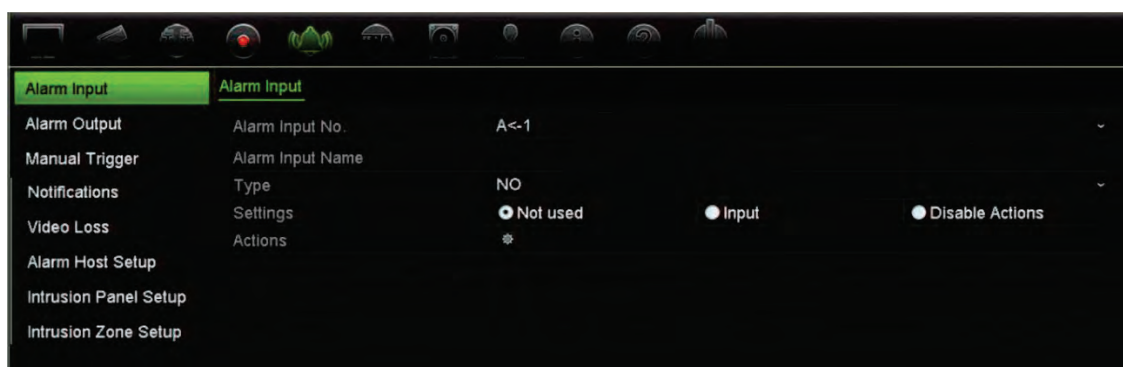 Alarm Input
Alarm Output
Manual Trigger
Notifications
Video Loss
Alarm Host Setup
Intrusion Panel Setup
Intrusion Zone Setup
Alarm Input
Alarm Input No. A<-1
Alarm Input Name
Type NO
Settings Not used Input Disable Actions
Actions